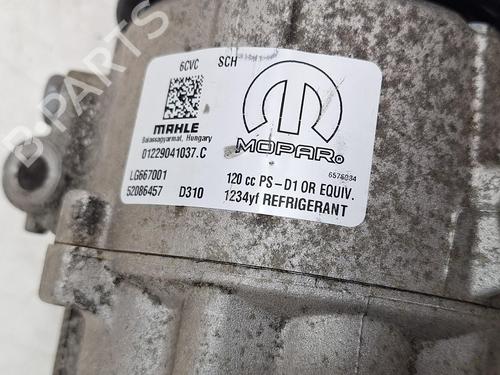 6CVC SCH
MAHLE
Balassagyarmat, Hungary
01229041037.C
MOPAR®
6576034
LG667001
52086457 D310
120 cc PS-D1 OR EQUIV.
1234yf REFRIGERANT
B-PARTS